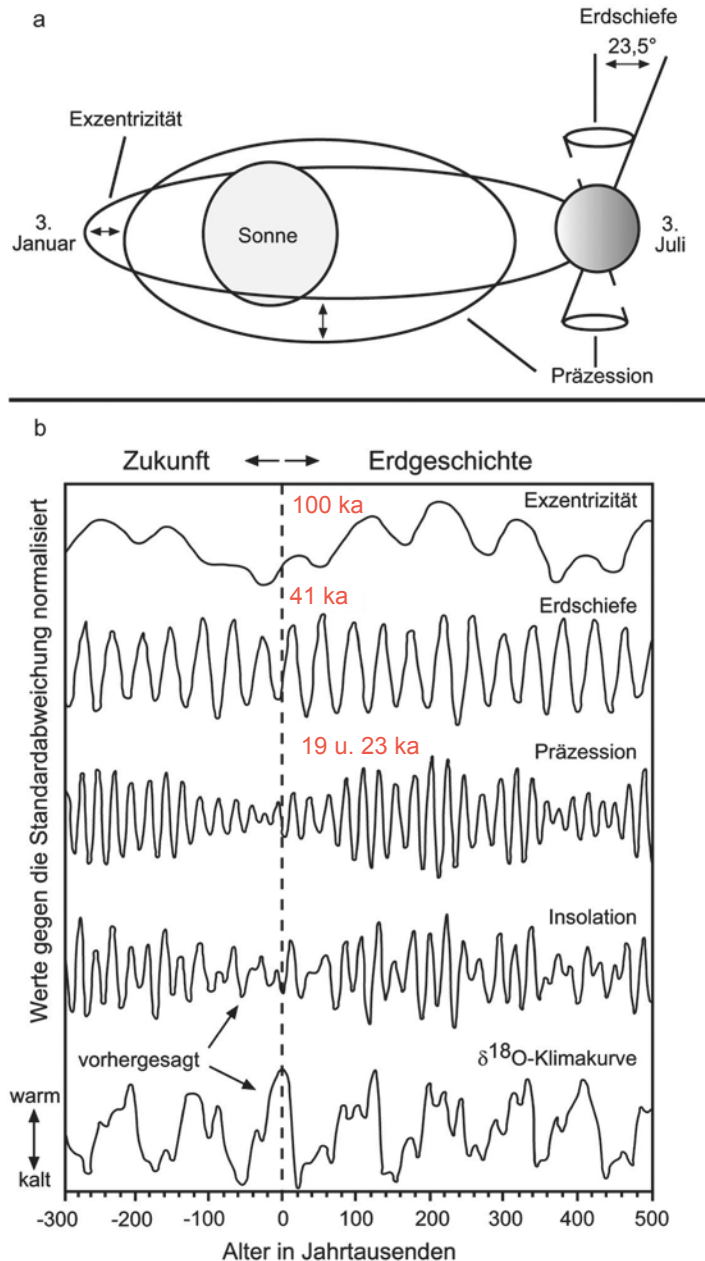 a
Erdschiefe
23,5°
Exzentrizität
3.
Januar
Sonne
3.
Juli
Präzession
b
Zukunft
Erdgeschichte
Werte gegen die Standardabweichung normalisiert
100 ka
Exzentrizität
41 ka
Erdschiefe
19 u. 23 ka
Präzession
Insolation
vorhergesagt
δ18O-Klimakurve
warm
kalt
-300 -200 -100 0 100 200 300 400 500
Alter in Jahrtausenden